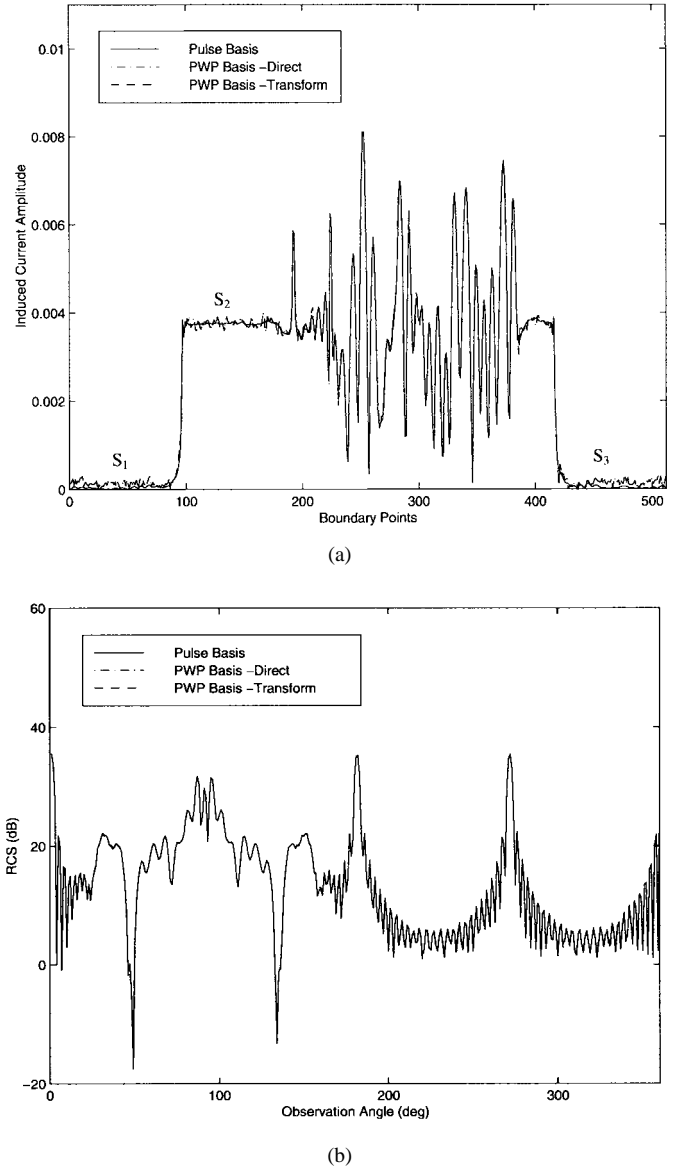 0.01
Pulse Basis
PWP Basis –Direct
PWP Basis –Transform
0.008
Induced Current Amplitude
0.006
S2
0.004
0.002
S1
S3
0
0 100 200 300 400 500
Boundary Points
(a)
60
Pulse Basis
PWP Basis –Direct
PWP Basis –Transform
40
RCS (dB)
20
0
–20
0 100 200 300
Observation Angle (deg)
(b)